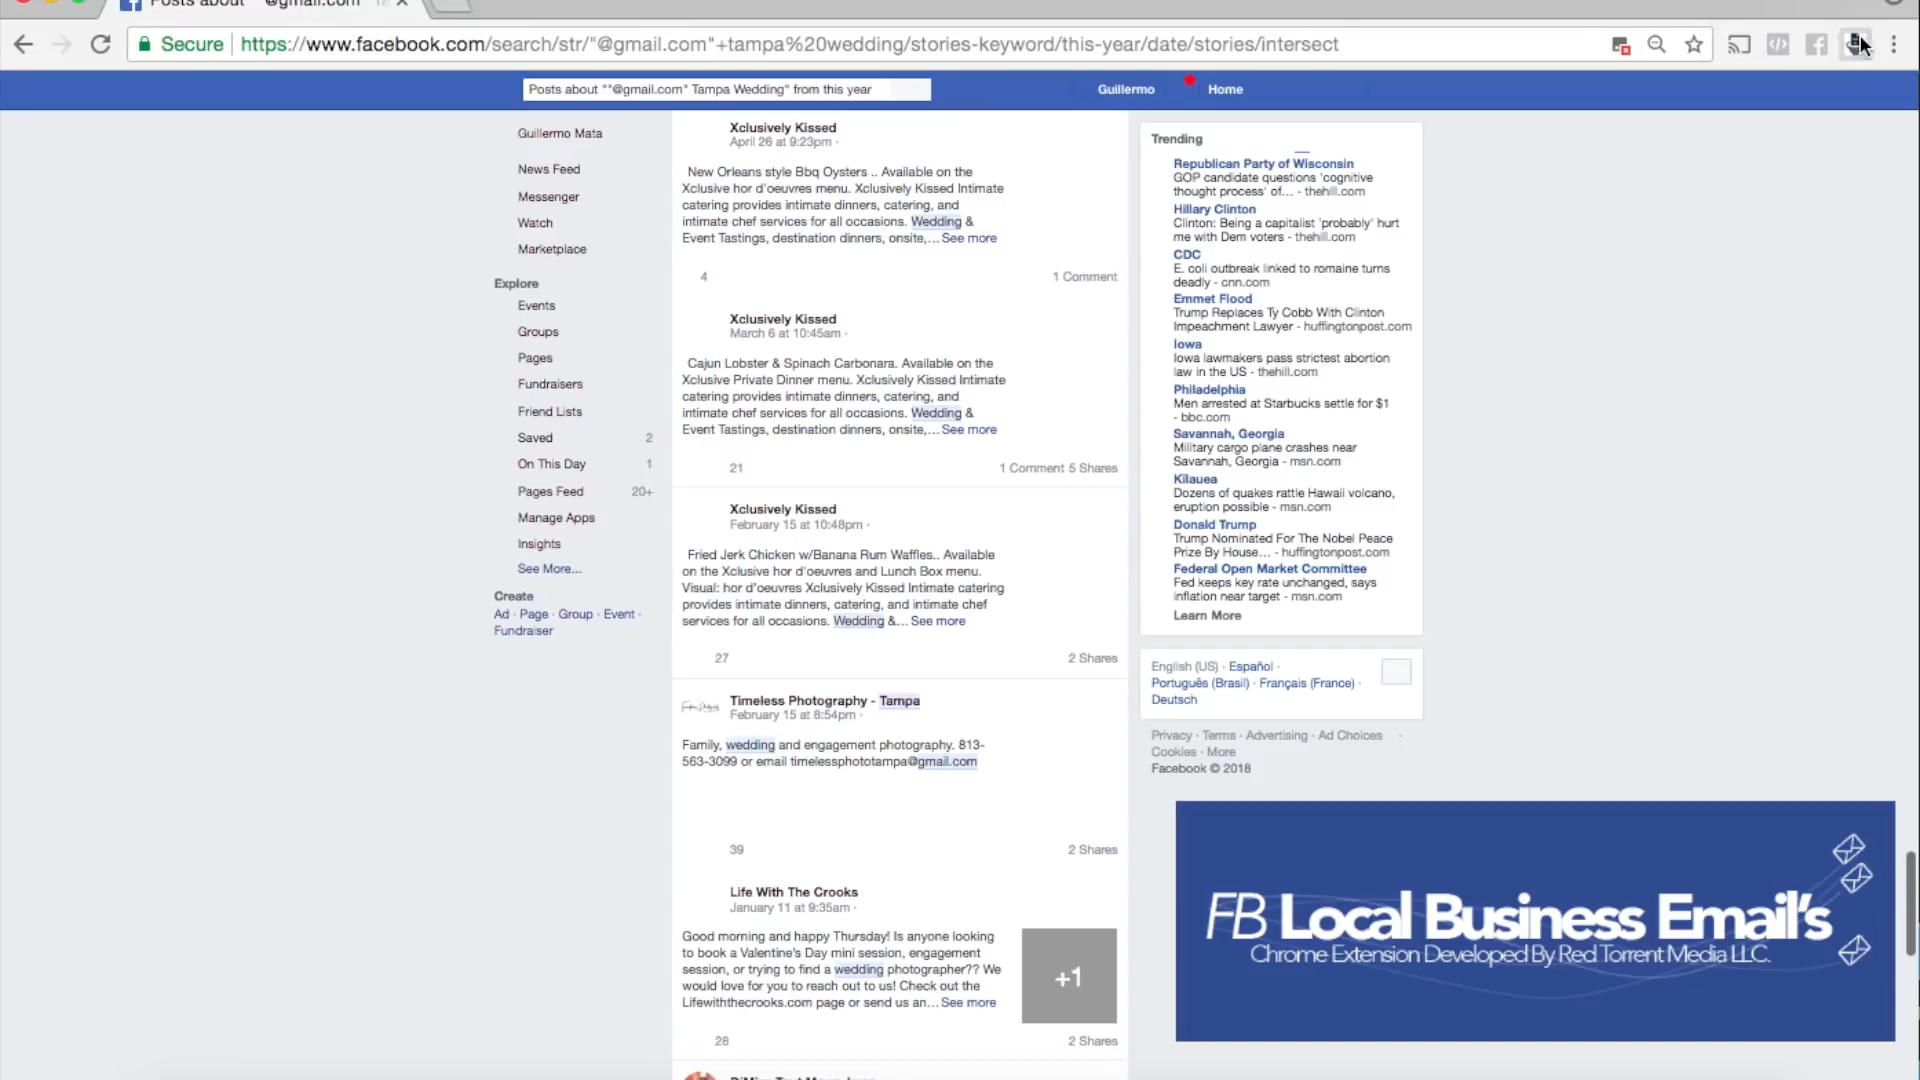 Posts about "@gmail.com"
Secure
https://www.facebook.com/search/str/"@gmail.com"+tampa%20wedding/stories-keyword/this-year/date/stories/intersect
Posts about ""@gmail.com" Tampa Wedding" from this year
Guillermo
Home
Guillermo Mata
News Feed
Messenger
Watch
Marketplace
Explore
Events
Groups
Pages
Fundraisers
Friend Lists
Saved 2
On This Day 1
Pages Feed 20+
Manage Apps
Insights
See More...
Create
Ad · Page · Group · Event ·
Fundraiser
Xclusively Kissed
April 26 at 9:23pm ·
New Orleans style Bbq Oysters .. Available on the
Xclusive hor d'oeuvres menu. Xclusively Kissed Intimate
catering provides intimate dinners, catering, and
intimate chef services for all occasions. Wedding &
Event Tastings, destination dinners, onsite,... See more
4
1 Comment
Xclusively Kissed
March 6 at 10:45am ·
Cajun Lobster & Spinach Carbonara. Available on the
Xclusive Private Dinner menu. Xclusively Kissed Intimate
catering provides intimate dinners, catering, and
intimate chef services for all occasions. Wedding &
Event Tastings, destination dinners, onsite,... See more
21
1 Comment 5 Shares
Xclusively Kissed
February 15 at 10:48pm ·
Fried Jerk Chicken w/Banana Rum Waffles.. Available
on the Xclusive hor d'oeuvres and Lunch Box menu.
Visual: hor d'oeuvres Xclusively Kissed Intimate catering
provides intimate dinners, catering, and intimate chef
services for all occasions. Wedding &... See more
27
2 Shares
Timeless Photography - Tampa
February 15 at 8:54pm ·
Family, wedding and engagement photography. 813-
563-3099 or email timelessphototampa@gmail.com
39
2 Shares
Life With The Crooks
January 11 at 9:35am ·
Good morning and happy Thursday! Is anyone looking
to book a Valentine's Day mini session, engagement
session, or trying to find a wedding photographer?? We
would love for you to reach out to us! Check out the
Lifewiththecrooks.com page or send us an... See more
+1
28
2 Shares
Trending
Republican Party of Wisconsin
GOP candidate questions 'cognitive
thought process' of... - thehill.com
Hillary Clinton
Clinton: Being a capitalist 'probably' hurt
me with Dem voters - thehill.com
CDC
E. coli outbreak linked to romaine turns
deadly - cnn.com
Emmet Flood
Trump Replaces Ty Cobb With Clinton
Impeachment Lawyer - huffingtonpost.com
Iowa
Iowa lawmakers pass strictest abortion
law in the US - thehill.com
Philadelphia
Men arrested at Starbucks settle for $1
- bbc.com
Savannah, Georgia
Military cargo plane crashes near
Savannah, Georgia - msn.com
Kilauea
Dozens of quakes rattle Hawaii volcano,
eruption possible - msn.com
Donald Trump
Trump Nominated For The Nobel Peace
Prize By House... - huffingtonpost.com
Federal Open Market Committee
Fed keeps key rate unchanged, says
inflation near target - msn.com
Learn More
English (US) · Español ·
Português (Brasil) · Français (France) ·
Deutsch
Privacy · Terms · Advertising · Ad Choices ·
Cookies · More
Facebook © 2018
FB Local Business Email's
Chrome Extension Developed By Red Torrent Media LLC.